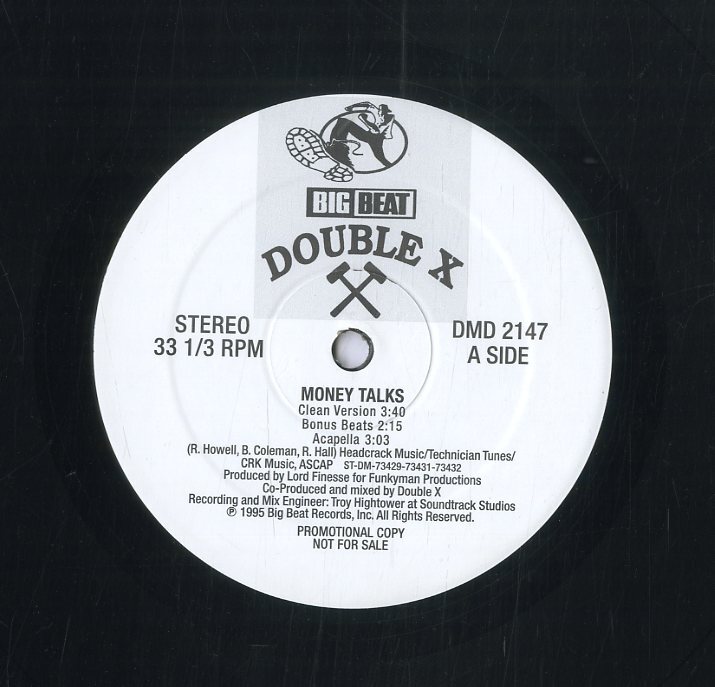 BIG BEAT
DOUBLE X
STEREO
33 1/3 RPM
DMD 2147
A SIDE
MONEY TALKS
Clean Version 3:40
Bonus Beats 2:15
Acapella 3:03
(R. Howell, B. Coleman, R. Hall) Headcrack Music/Technician Tunes/
CRK Music, ASCAP ST-DM-73429-73431-73432
Produced by Lord Finesse for Funkyman Productions
Co-Produced and mixed by Double X
Recording and Mix Engineer: Troy Hightower at Soundtrack Studios
℗ 1995 Big Beat Records, Inc. All Rights Reserved.
PROMOTIONAL COPY
NOT FOR SALE